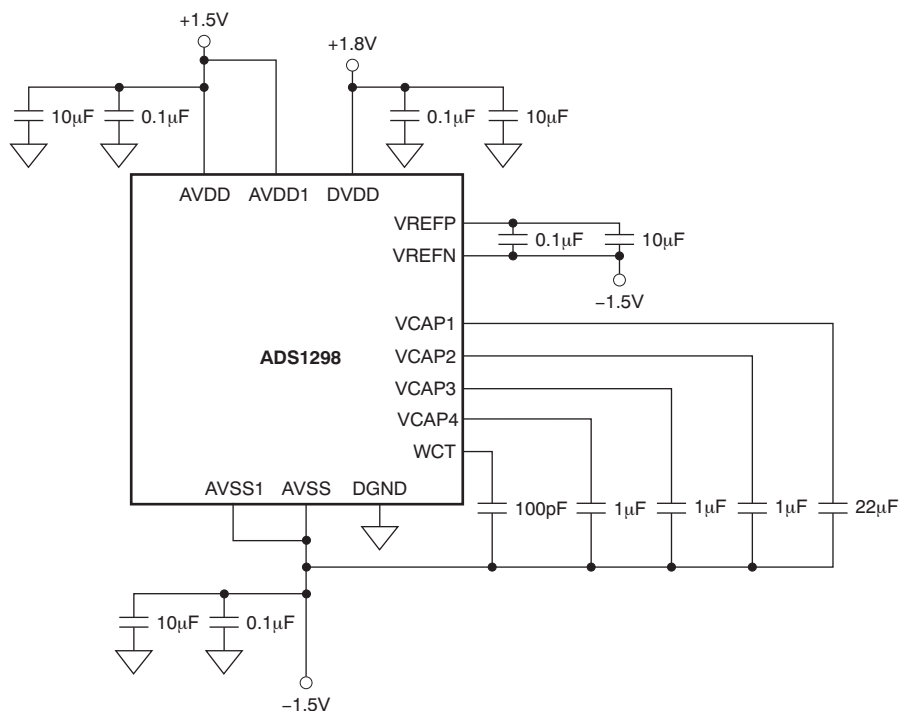 +1.5V
+1.8V
10µF
0.1µF
0.1µF
10µF
AVDD
AVDD1
DVDD
VREFP
0.1µF
10µF
VREFN
−1.5V
VCAP1
ADS1298
VCAP2
VCAP3
VCAP4
WCT
AVSS1
AVSS
DGND
100pF
1µF
1µF
1µF
22µF
10µF
0.1µF
−1.5V